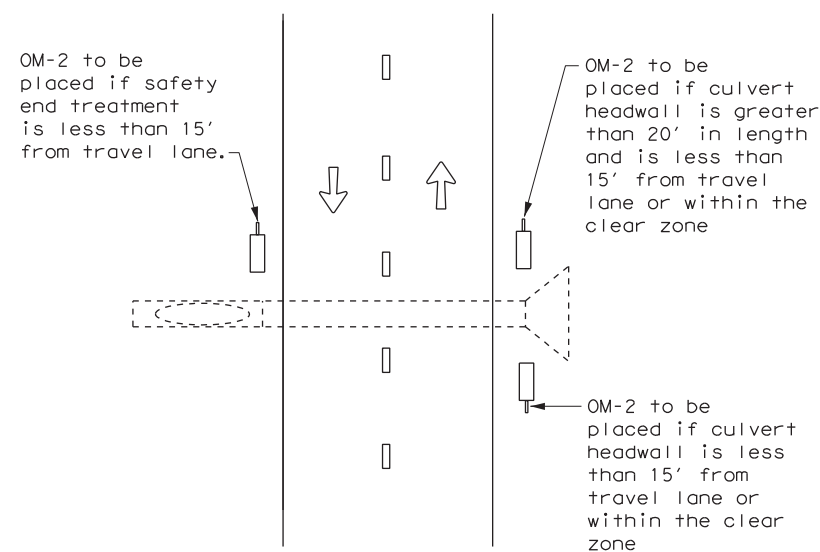 OM-2 to be
placed if safety
end treatment
is less than 15'
from travel lane.
OM-2 to be
placed if culvert
headwall is greater
than 20' in length
and is less than
15' from travel
lane or within the
clear zone
OM-2 to be
placed if culvert
headwall is less
than 15' from
travel lane or
within the clear
zone